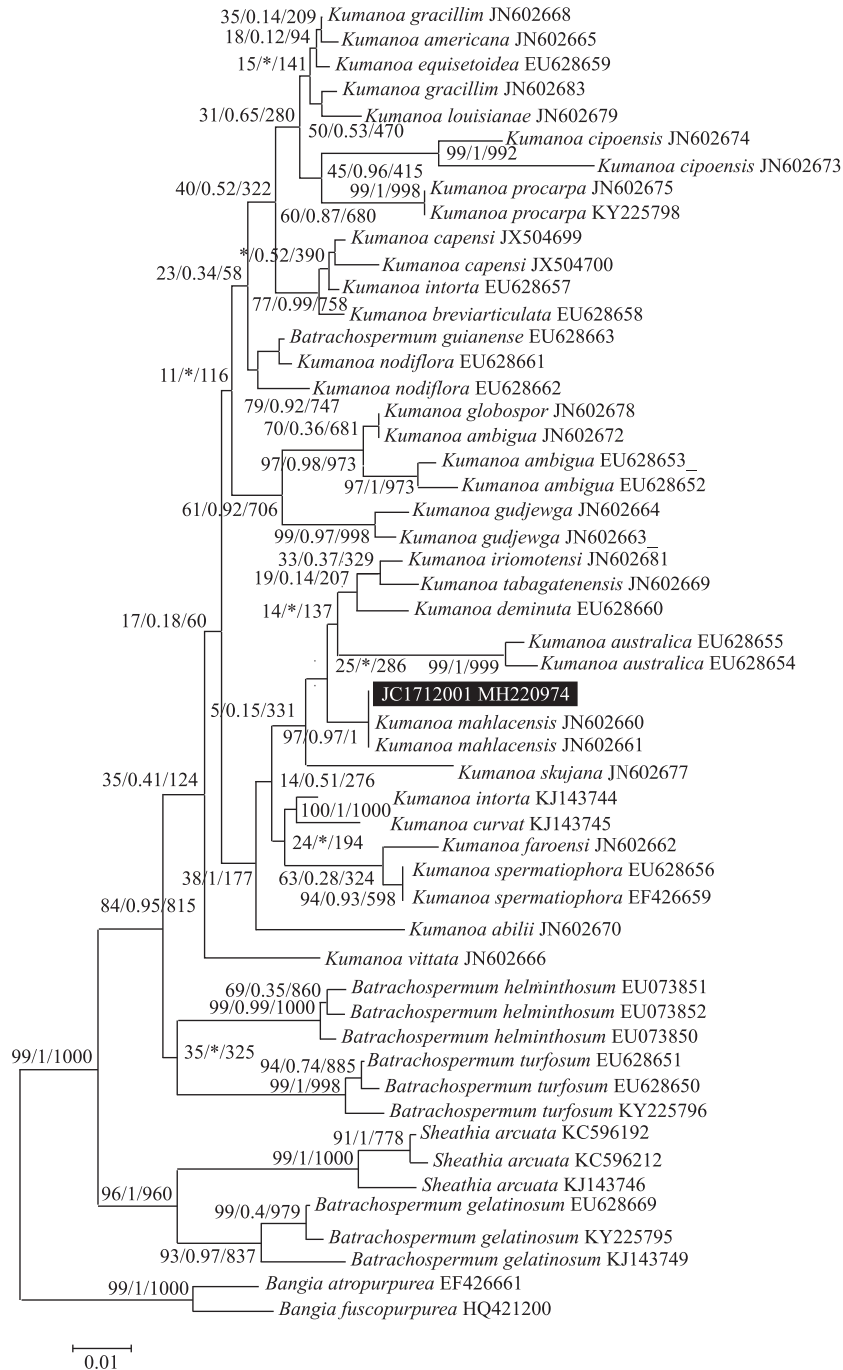 35/0.14/209
Kumanoa gracillim JN602668
18/0.12/94
Kumanoa americana JN602665
15/*/141
Kumanoa equisetoidea EU628659
Kumanoa gracillim JN602683
31/0.65/280
Kumanoa louisianae JN602679
50/0.53/470
Kumanoa cipoensis JN602674
99/1/992
Kumanoa cipoensis JN602673
45/0.96/415
40/0.52/322
99/1/998
Kumanoa procarpa JN602675
60/0.87/680
Kumanoa procarpa KY225798
Kumanoa capensi JX504699
*/0.52/390
Kumanoa capensi JX504700
23/0.34/58
Kumanoa intorta EU628657
77/0.99/758
Kumanoa breviarticulata EU628658
Batrachospermum guianense EU628663
Kumanoa nodiflora EU628661
11/*/116
Kumanoa nodiflora EU628662
79/0.92/747
Kumanoa globospor JN602678
70/0.36/681
Kumanoa ambigua JN602672
97/0.98/973
Kumanoa ambigua EU628653_
97/1/973
Kumanoa ambigua EU628652
61/0.92/706
Kumanoa gudjewga JN602664
99/0.97/998
Kumanoa gudjewga JN602663_
33/0.37/329
Kumanoa iriomotensi JN602681
19/0.14/207
Kumanoa tabagatenensis JN602669
14/*/137
Kumanoa deminuta EU628660
17/0.18/60
Kumanoa australica EU628655
25/*/286
99/1/999
Kumanoa australica EU628654
JC1712001 MH220974
5/0.15/331
Kumanoa mahlacensis JN602660
97/0.97/1
Kumanoa mahlacensis JN602661
Kumanoa skujana JN602677
35/0.41/124
14/0.51/276
Kumanoa intorta KJ143744
100/1/1000
Kumanoa curvat KJ143745
24/*/194
Kumanoa faroensi JN602662
38/1/177
63/0.28/324
Kumanoa spermatiophora EU628656
94/0.93/598
Kumanoa spermatiophora EF426659
84/0.95/815
Kumanoa abilii JN602670
Kumanoa vittata JN602666
69/0.35/860
Batrachospermum helminthosum EU073851
99/0.99/1000
Batrachospermum helminthosum EU073852
Batrachospermum helminthosum EU073850
99/1/1000
35/*/325
94/0.74/885
Batrachospermum turfosum EU628651
99/1/998
Batrachospermum turfosum EU628650
Batrachospermum turfosum KY225796
91/1/778
Sheathia arcuata KC596192
99/1/1000
Sheathia arcuata KC596212
Sheathia arcuata KJ143746
96/1/960
99/0.4/979
Batrachospermum gelatinosum EU628669
Batrachospermum gelatinosum KY225795
93/0.97/837
Batrachospermum gelatinosum KJ143749
99/1/1000
Bangia atropurpurea EF426661
Bangia fuscopurpurea HQ421200
0.01